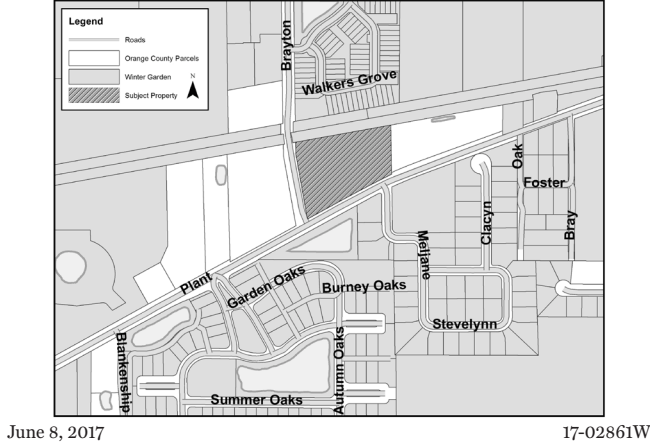 Legend
Roads
Orange County Parcels
Winter Garden
Subject Property
N
Brayton
Walkers Grove
Oak
Foster
Clacyn
Bray
Meljane
Plant
Garden Oaks
Burney Oaks
Stevelynn
Blankenship
Autumn Oaks
Summer Oaks
June 8, 2017
17-02861W